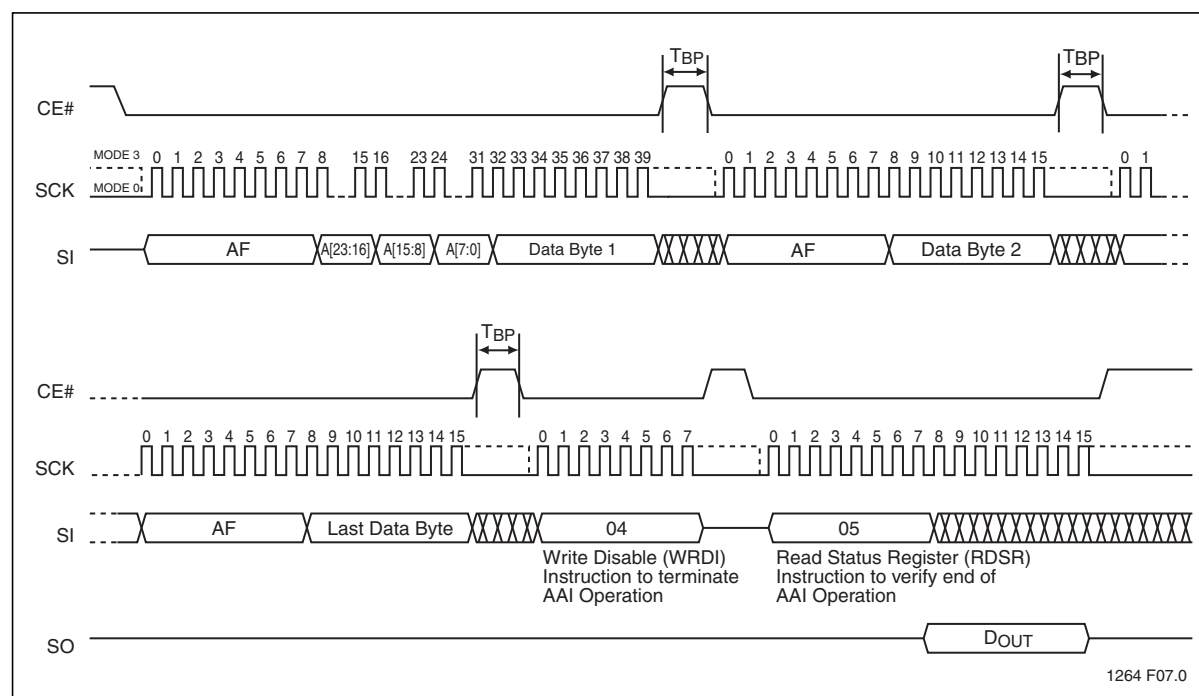 TBP TBP
CE#
MODE 3 0 1 2 3 4 5 6 7 8 15 16 23 24 31 32 33 34 35 36 37 38 39 0 1 2 3 4 5 6 7 8 9 10 11 12 13 14 15 0 1
SCK MODE 0
SI AF A[23:16] A[15:8] A[7:0] Data Byte 1 AF Data Byte 2
TBP
CE#
0 1 2 3 4 5 6 7 8 9 10 11 12 13 14 15 0 1 2 3 4 5 6 7 0 1 2 3 4 5 6 7 8 9 10 11 12 13 14 15
SCK
SI AF Last Data Byte 04 05
Write Disable (WRDI)
Instruction to terminate
AAI Operation
Read Status Register (RDSR)
Instruction to verify end of
AAI Operation
SO DOUT
1264 F07.0